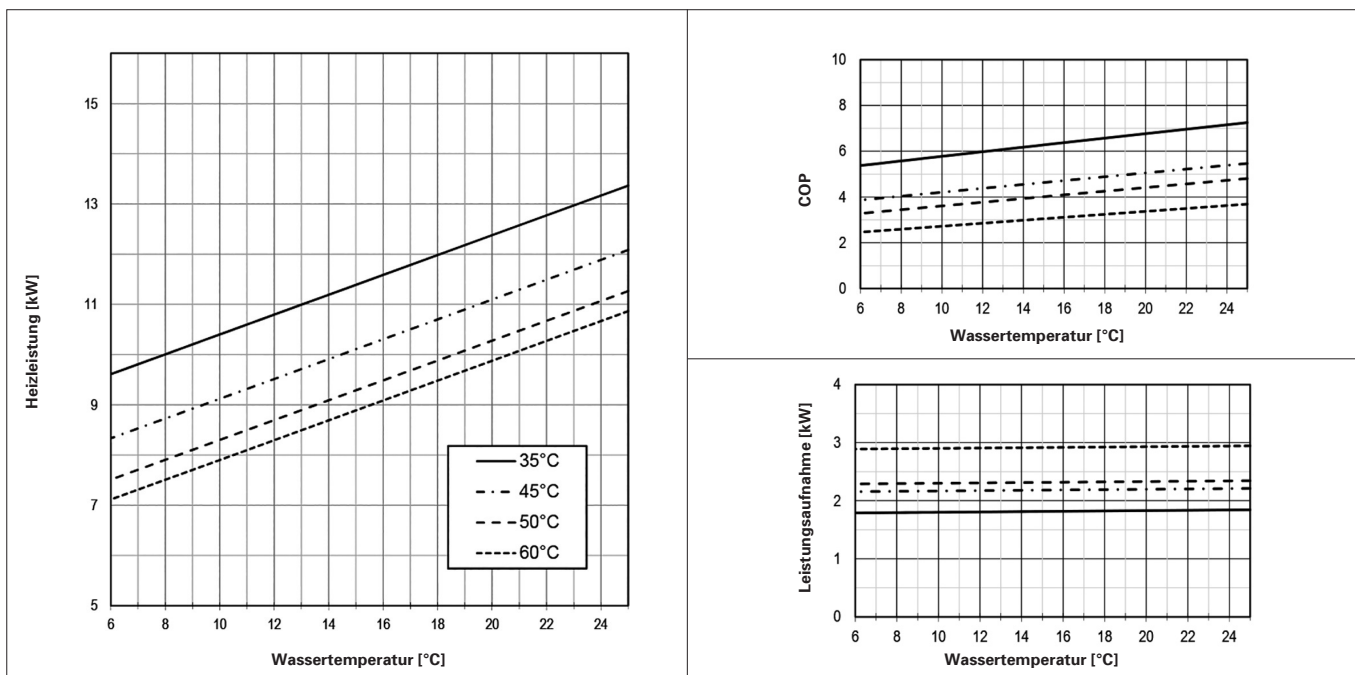 Heizleistung [kW]
15
13
11
9
7
5
6 8 10 12 14 16 18 20 22 24
Wassertemperatur [°C]
35°C
45°C
50°C
60°C
COP
10
8
6
4
2
0
6 8 10 12 14 16 18 20 22 24
Wassertemperatur [°C]
Leistungsaufnahme [kW]
4
3
2
1
0
6 8 10 12 14 16 18 20 22 24
Wassertemperatur [°C]